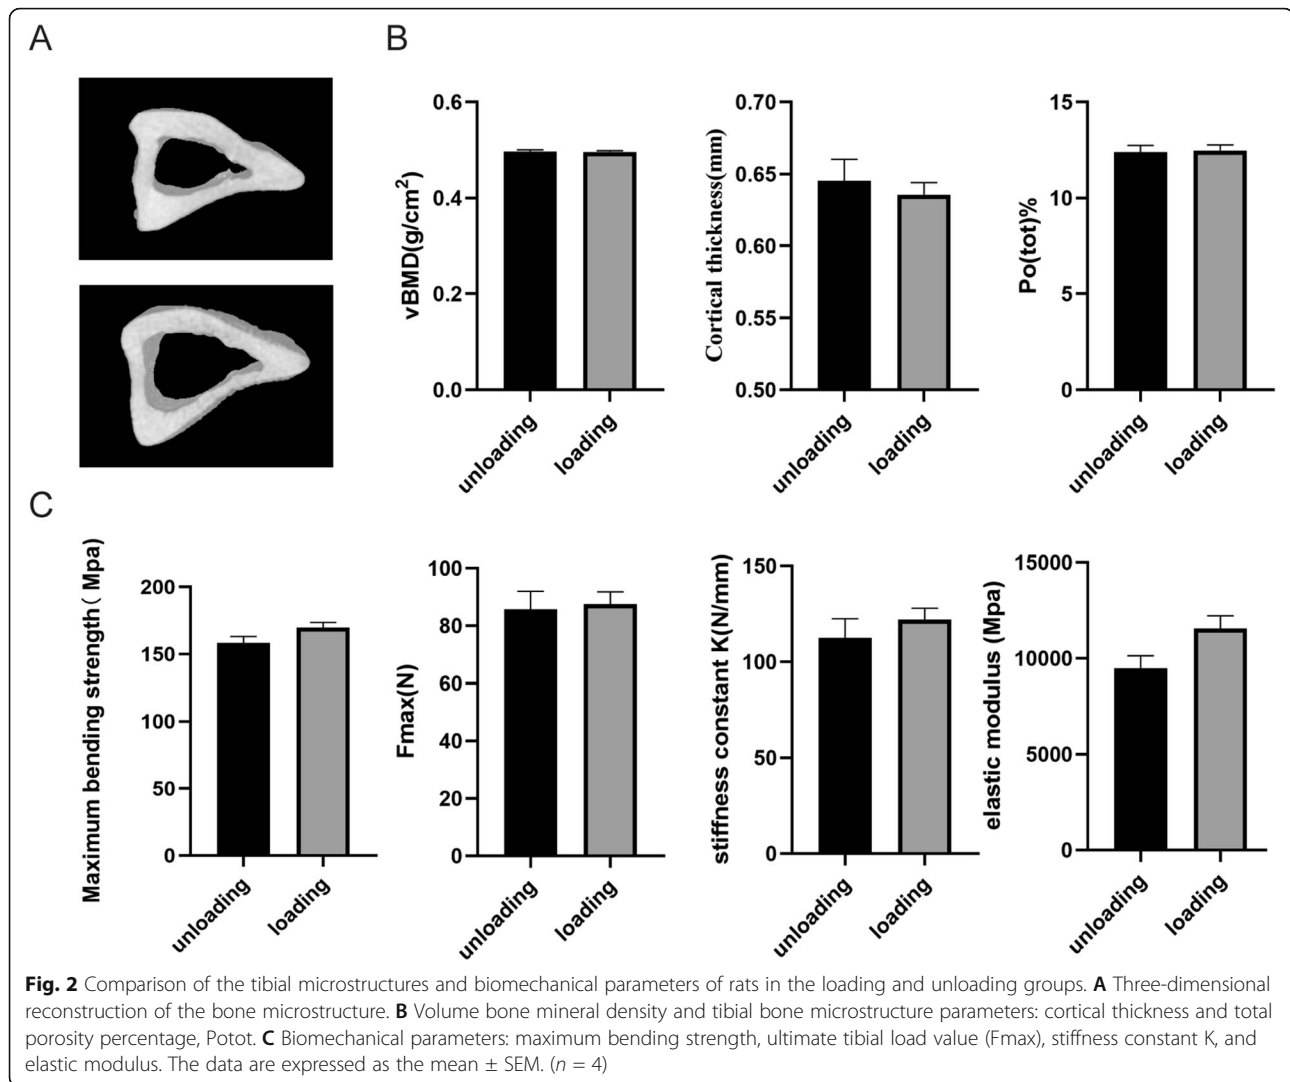 A
B
0.6
0.4
0.2
0.0
vBMD(g/cm²)
unloading
loading
0.70
0.65
0.60
0.55
0.50
Cortical thickness(mm)
unloading
loading
15
10
5
0
Po(tot)%
unloading
loading
C
200
150
100
50
0
Maximum bending strength( Mpa)
unloading
loading
100
80
60
40
20
0
Fmax(N)
unloading
loading
150
100
50
0
stiffness constant K(N/mm)
unloading
loading
15000
10000
5000
0
elastic modulus (Mpa)
unloading
loading
Fig. 2 Comparison of the tibial microstructures and biomechanical parameters of rats in the loading and unloading groups. A Three-dimensional
reconstruction of the bone microstructure. B Volume bone mineral density and tibial bone microstructure parameters: cortical thickness and total
porosity percentage, Potot. C Biomechanical parameters: maximum bending strength, ultimate tibial load value (Fmax), stiffness constant K, and
elastic modulus. The data are expressed as the mean ± SEM. (n = 4)